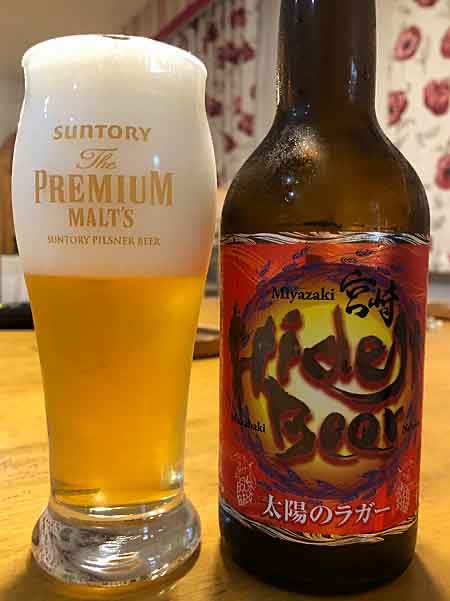 SUNTORY
The
PREMIUM
MALT'S
SUNTORY PILSNER BEER
Miyazaki 宮崎
Hideji
Beer
太陽のラガー